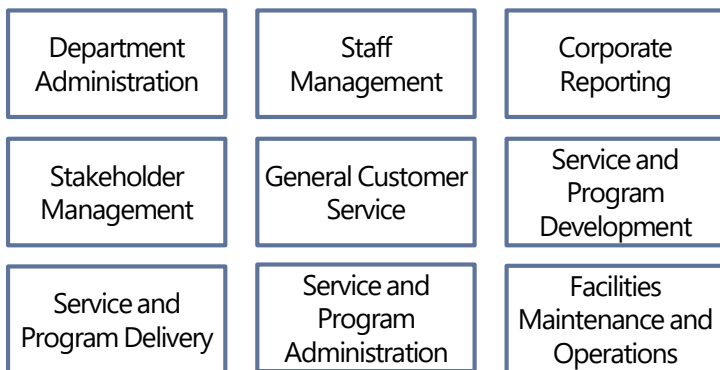 Department
Administration
Staff
Management
Corporate
Reporting
Stakeholder
Management
General Customer
Service
Service and
Program
Development
Service and
Program Delivery
Service and
Program
Administration
Facilities
Maintenance and
Operations